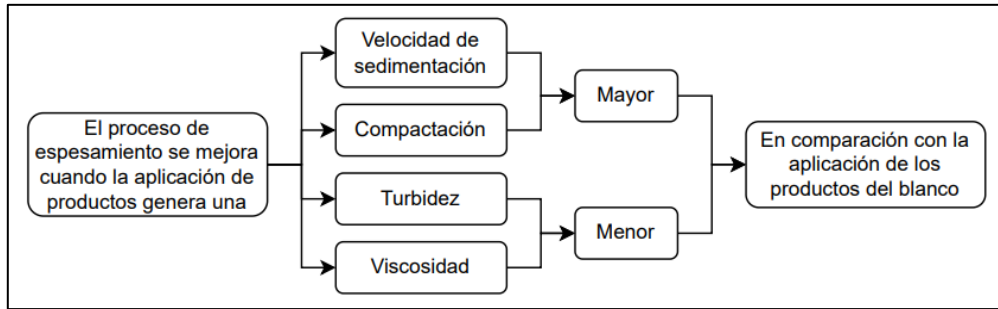 El proceso de
espesamiento se mejora
cuando la aplicación de
productos genera una
Velocidad de
sedimentación
Compactación
Turbidez
Viscosidad
Mayor
Menor
En comparación con la
aplicación de los
productos del blanco